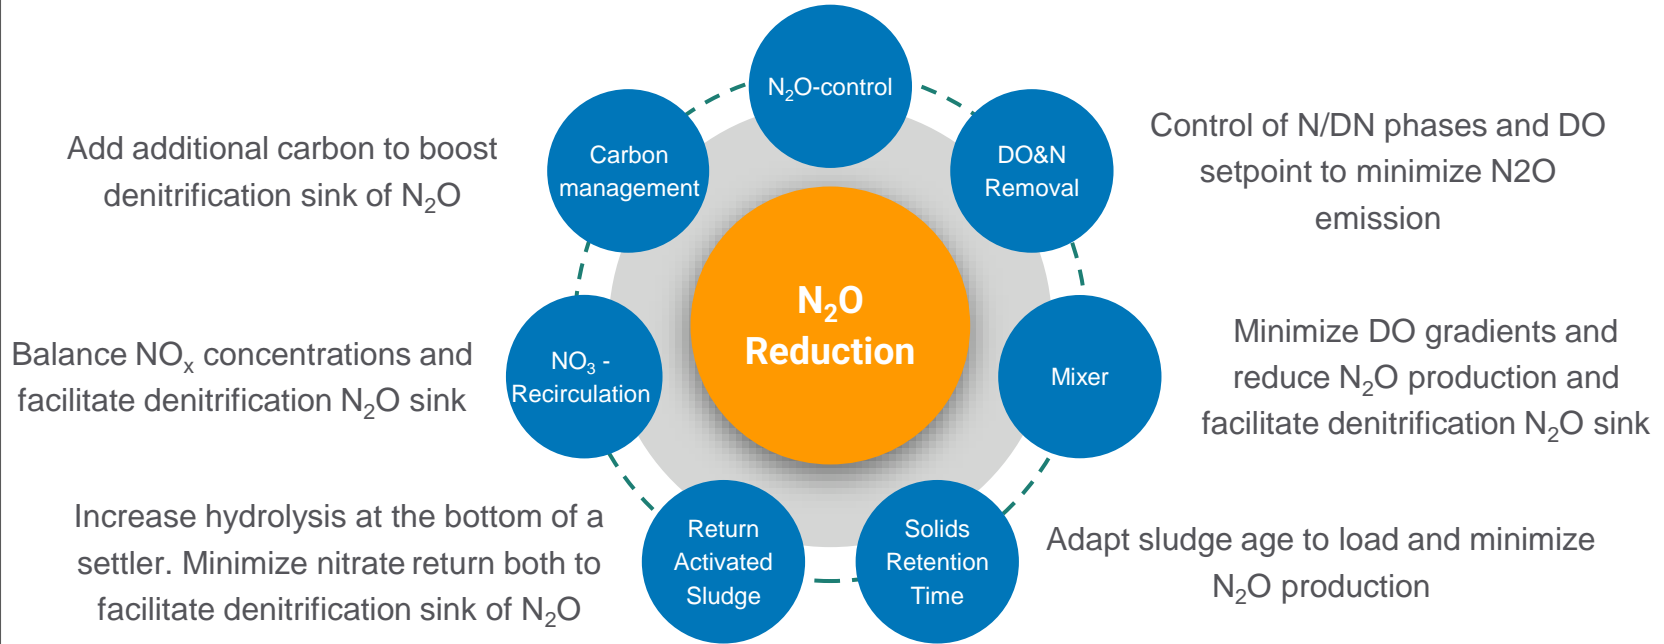 N₂O-control
Carbon
management
DO&N
Removal
Add additional carbon to boost
denitrification sink of N₂O
Control of N/DN phases and DO
setpoint to minimize N2O
emission
N₂O
Reduction
Balance NOₓ concentrations and
facilitate denitrification N₂O sink
NO₃ -
Recirculation
Mixer
Minimize DO gradients and
reduce N₂O production and
facilitate denitrification N₂O sink
Increase hydrolysis at the bottom of a
settler. Minimize nitrate return both to
facilitate denitrification sink of N₂O
Return
Activated
Sludge
Solids
Retention
Time
Adapt sludge age to load and minimize
N₂O production